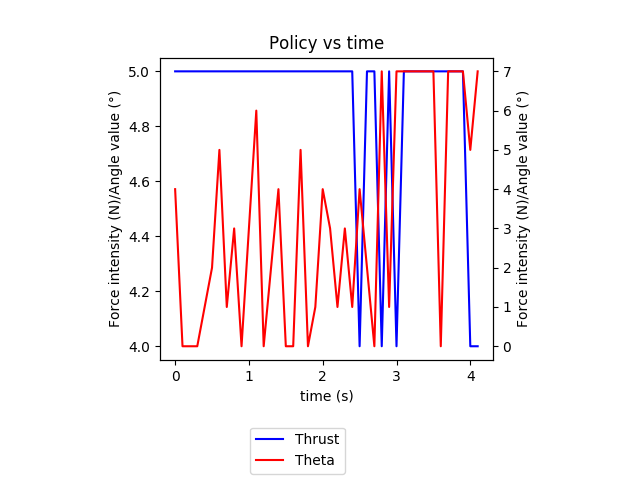 Policy vs time
Force intensity (N)/Angle value (°)
5.0
4.8
4.6
4.4
4.2
4.0
7
6
5
4
3
2
1
0
Force intensity (N)/Angle value (°)
0 1 2 3 4
time (s)
Thrust
Theta